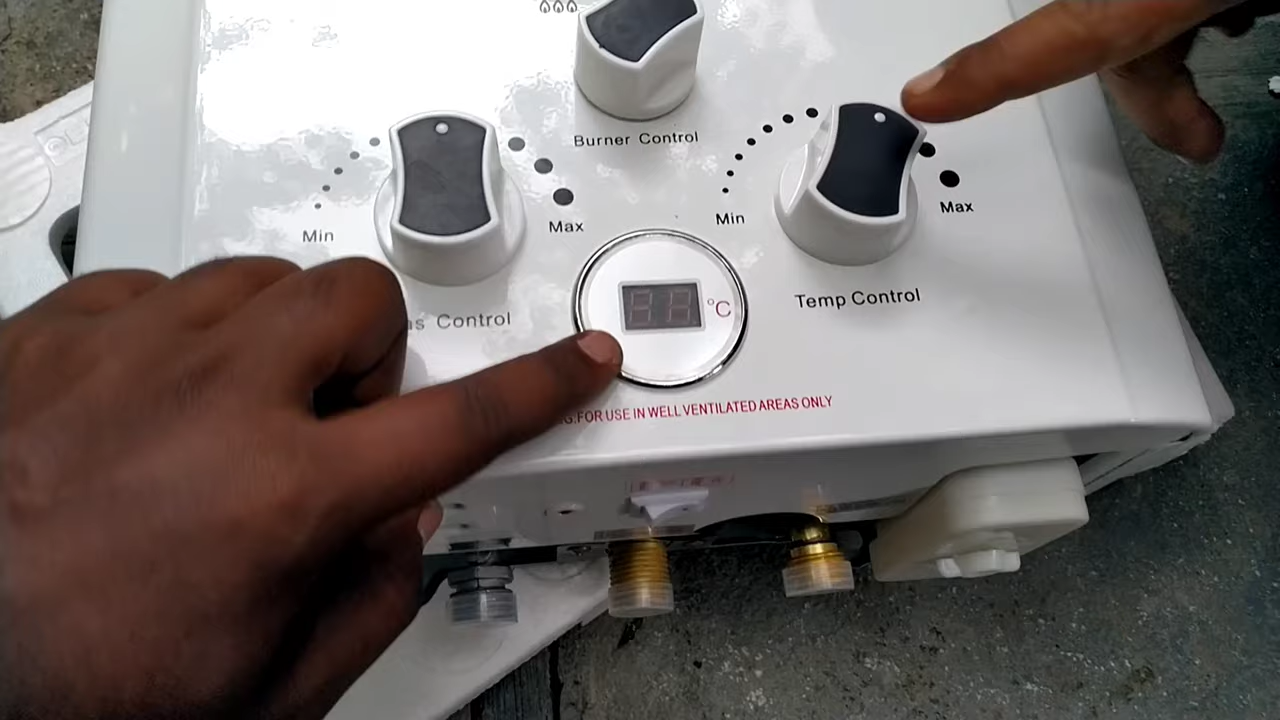 Burner Control
Min
Max
Min
Max
as Control
°C
Temp Control
G.FOR USE IN WELL VENTILATED AREAS ONLY